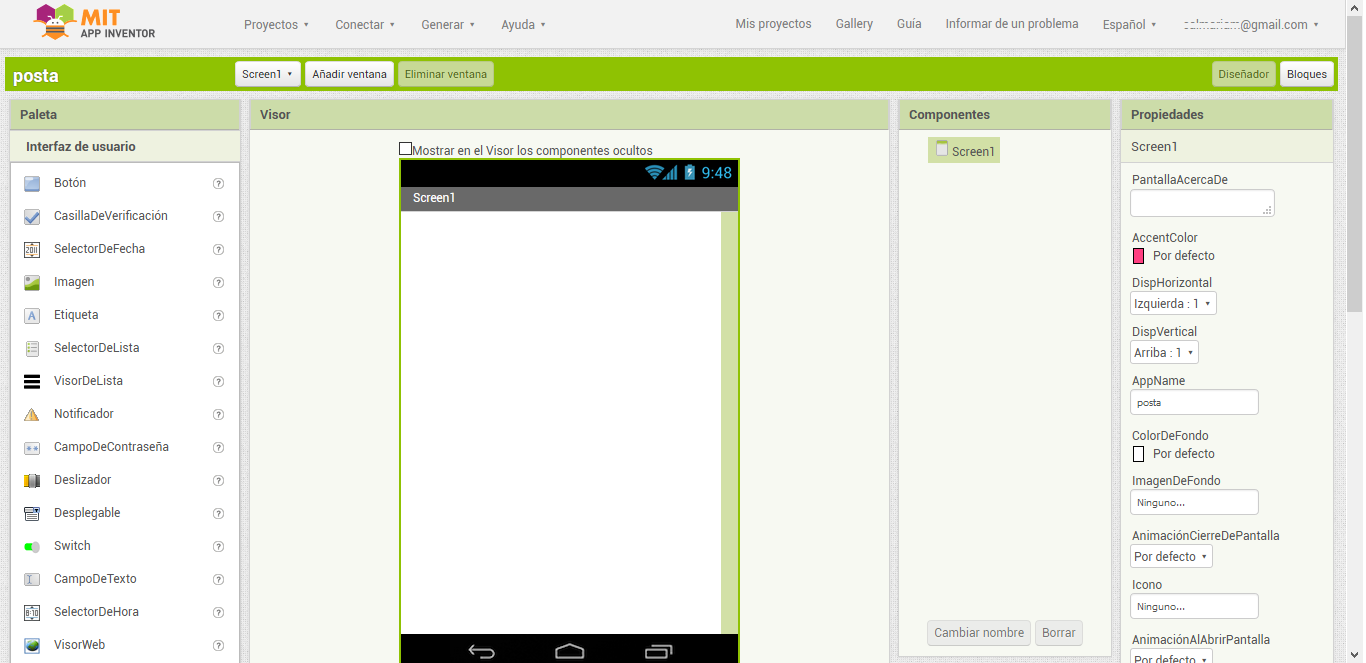 MIT
APP INVENTOR
Proyectos
Conectar
Generar
Ayuda
Mis proyectos
Gallery
Guía
Informar de un problema
Español
@gmail.com
posta
Screen1
Añadir ventana
Eliminar ventana
Diseñador
Bloques
Paleta
Interfaz de usuario
Botón
?
CasillaDeVerificación
?
SelectorDeFecha
?
Imagen
?
Etiqueta
?
SelectorDeLista
?
VisorDeLista
?
Notificador
?
CampoDeContraseña
?
Deslizador
?
Desplegable
?
Switch
?
CampoDeTexto
?
SelectorDeHora
?
VisorWeb
?
Visor
Mostrar en el Visor los componentes ocultos
9:48
Screen1
Componentes
Screen1
Cambiar nombre
Borrar
Propiedades
Screen1
PantallaAcercaDe
AccentColor
Por defecto
DispHorizontal
Izquierda : 1
DispVertical
Arriba : 1
AppName
posta
ColorDeFondo
Por defecto
ImagenDeFondo
Ninguno...
AnimaciónCierreDePantalla
Por defecto
Icono
Ninguno...
AnimaciónAlAbrirPantalla
Por defecto